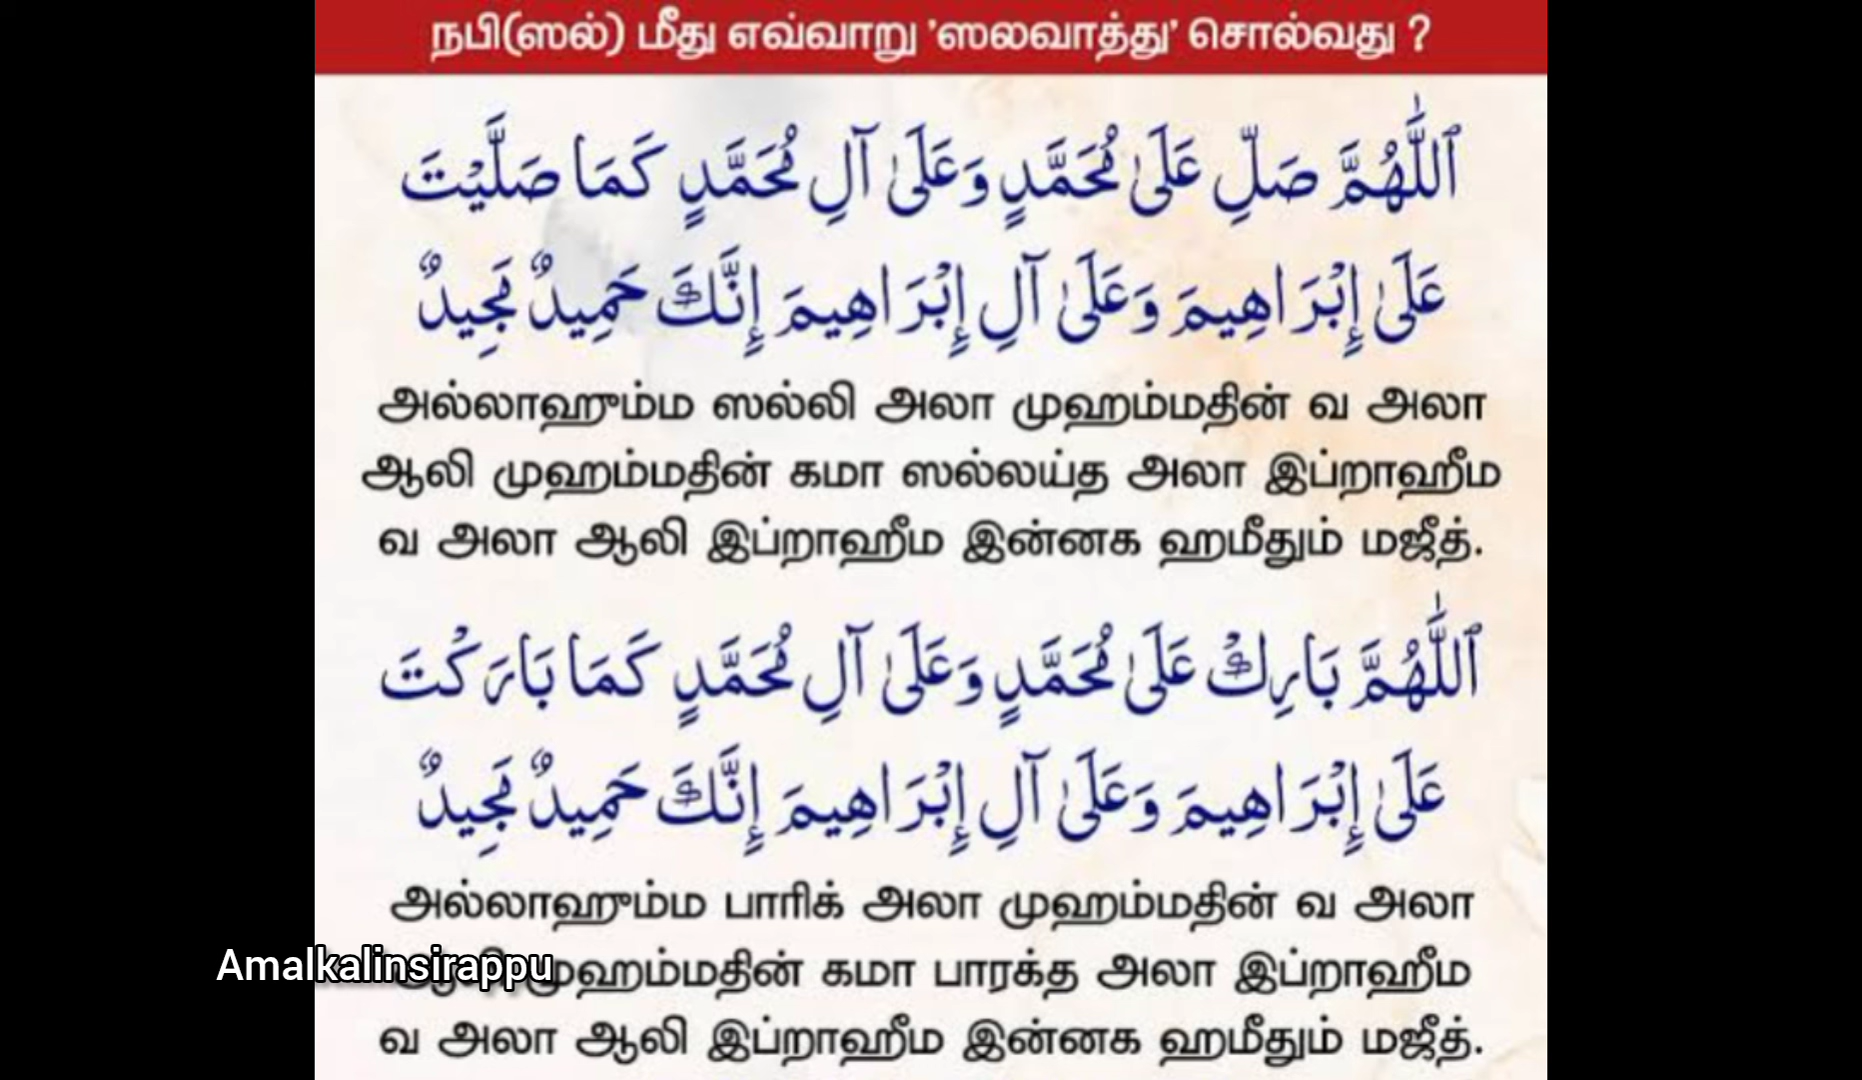 நபி(ஸல்) மீது எவ்வாறு 'ஸலவாத்து' சொல்வது ?
ٱللَّٰهُمَّ صَلِّ عَلَىٰ مُحَمَّدٍ وَعَلَىٰ آلِ مُحَمَّدٍ كَمَا صَلَّيْتَ
عَلَىٰ إِبْرَاهِيمَ وَعَلَىٰ آلِ إِبْرَاهِيمَ إِنَّكَ حَمِيدٌ مَجِيدٌ
அல்லாஹும்ம ஸல்லி அலா முஹம்மதின் வ அலா
ஆலி முஹம்மதின் கமா ஸல்லய்த அலா இப்றாஹீம
வ அலா ஆலி இப்றாஹீம இன்னக ஹமீதும் மஜீத்.
ٱللَّٰهُمَّ بَارِكْ عَلَىٰ مُحَمَّدٍ وَعَلَىٰ آلِ مُحَمَّدٍ كَمَا بَارَكْتَ
عَلَىٰ إِبْرَاهِيمَ وَعَلَىٰ آلِ إِبْرَاهِيمَ إِنَّكَ حَمِيدٌ مَجِيدٌ
அல்லாஹும்ம பாரிக் அலா முஹம்மதின் வ அலா
Amalkalinsirappu
முஹம்மதின் கமா பாரக்த அலா இப்றாஹீம
வ அலா ஆலி இப்றாஹீம இன்னக ஹமீதும் மஜீத்.